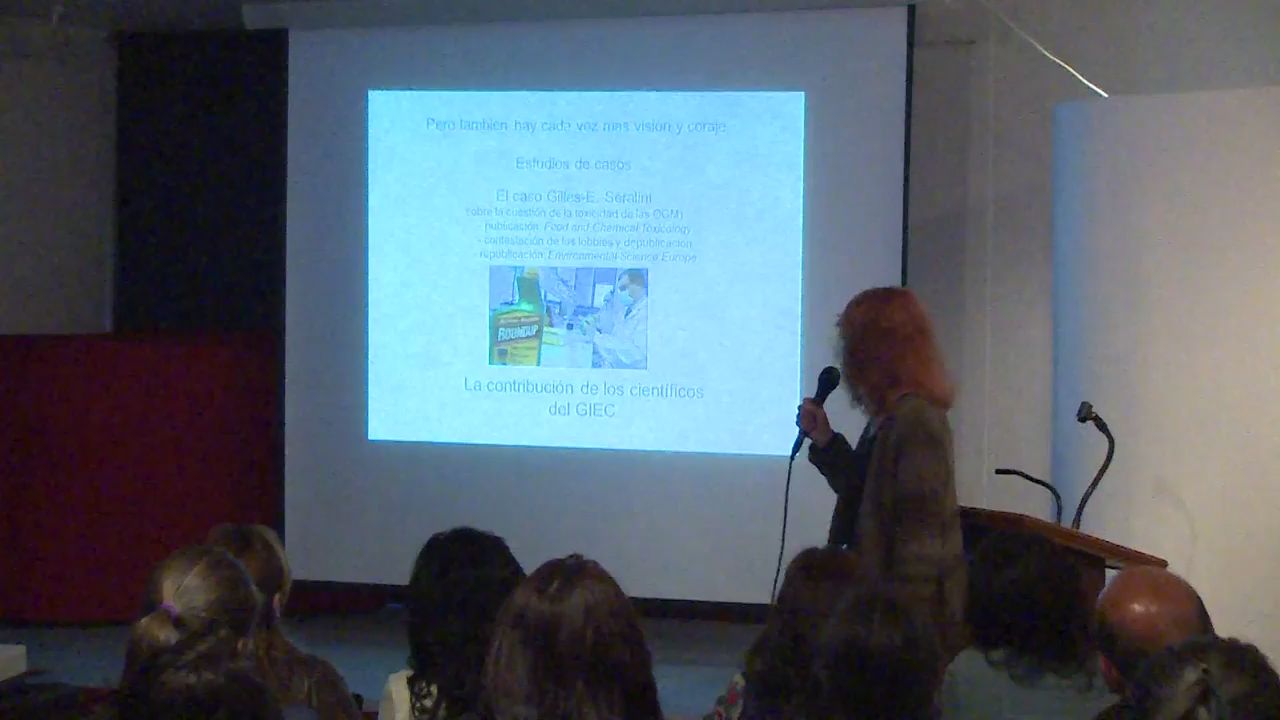 Pero tambien hay cada vez mas vision y coraje
Estudios de casos
El caso Gilles-E. Seralini
sobre la cuestión de la toxicidad de las OGM)
- publicación Food and Chemical Toxicology
- contestación de los lobbies y depublicación
- republicación Environmental Science Europe
ROUNDUP
La contribución de los científicos
del GIEC